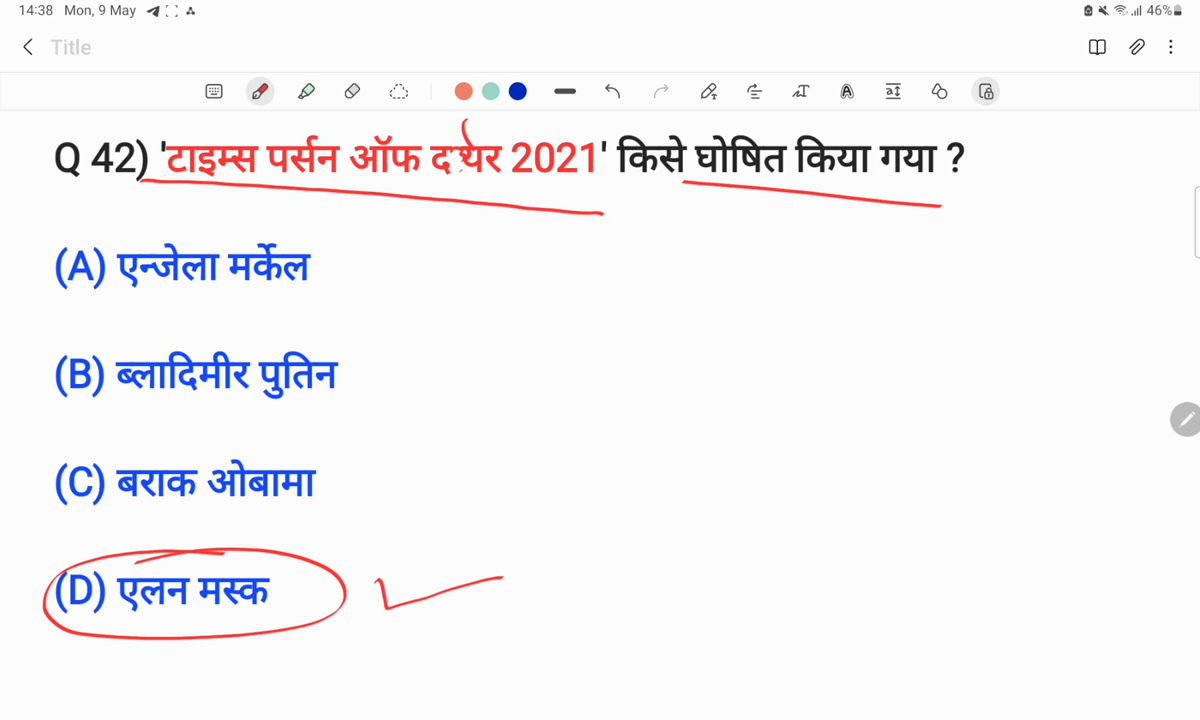 14:38 Mon, 9 May 46%
Title
Q 42) 'टाइम्स पर्सन ऑफ द येर 2021' किसे घोषित किया गया ?
(A) एन्जेला मर्केल
(B) ब्लादिमीर पुतिन
(C) बराक ओबामा
(D) एलन मस्क